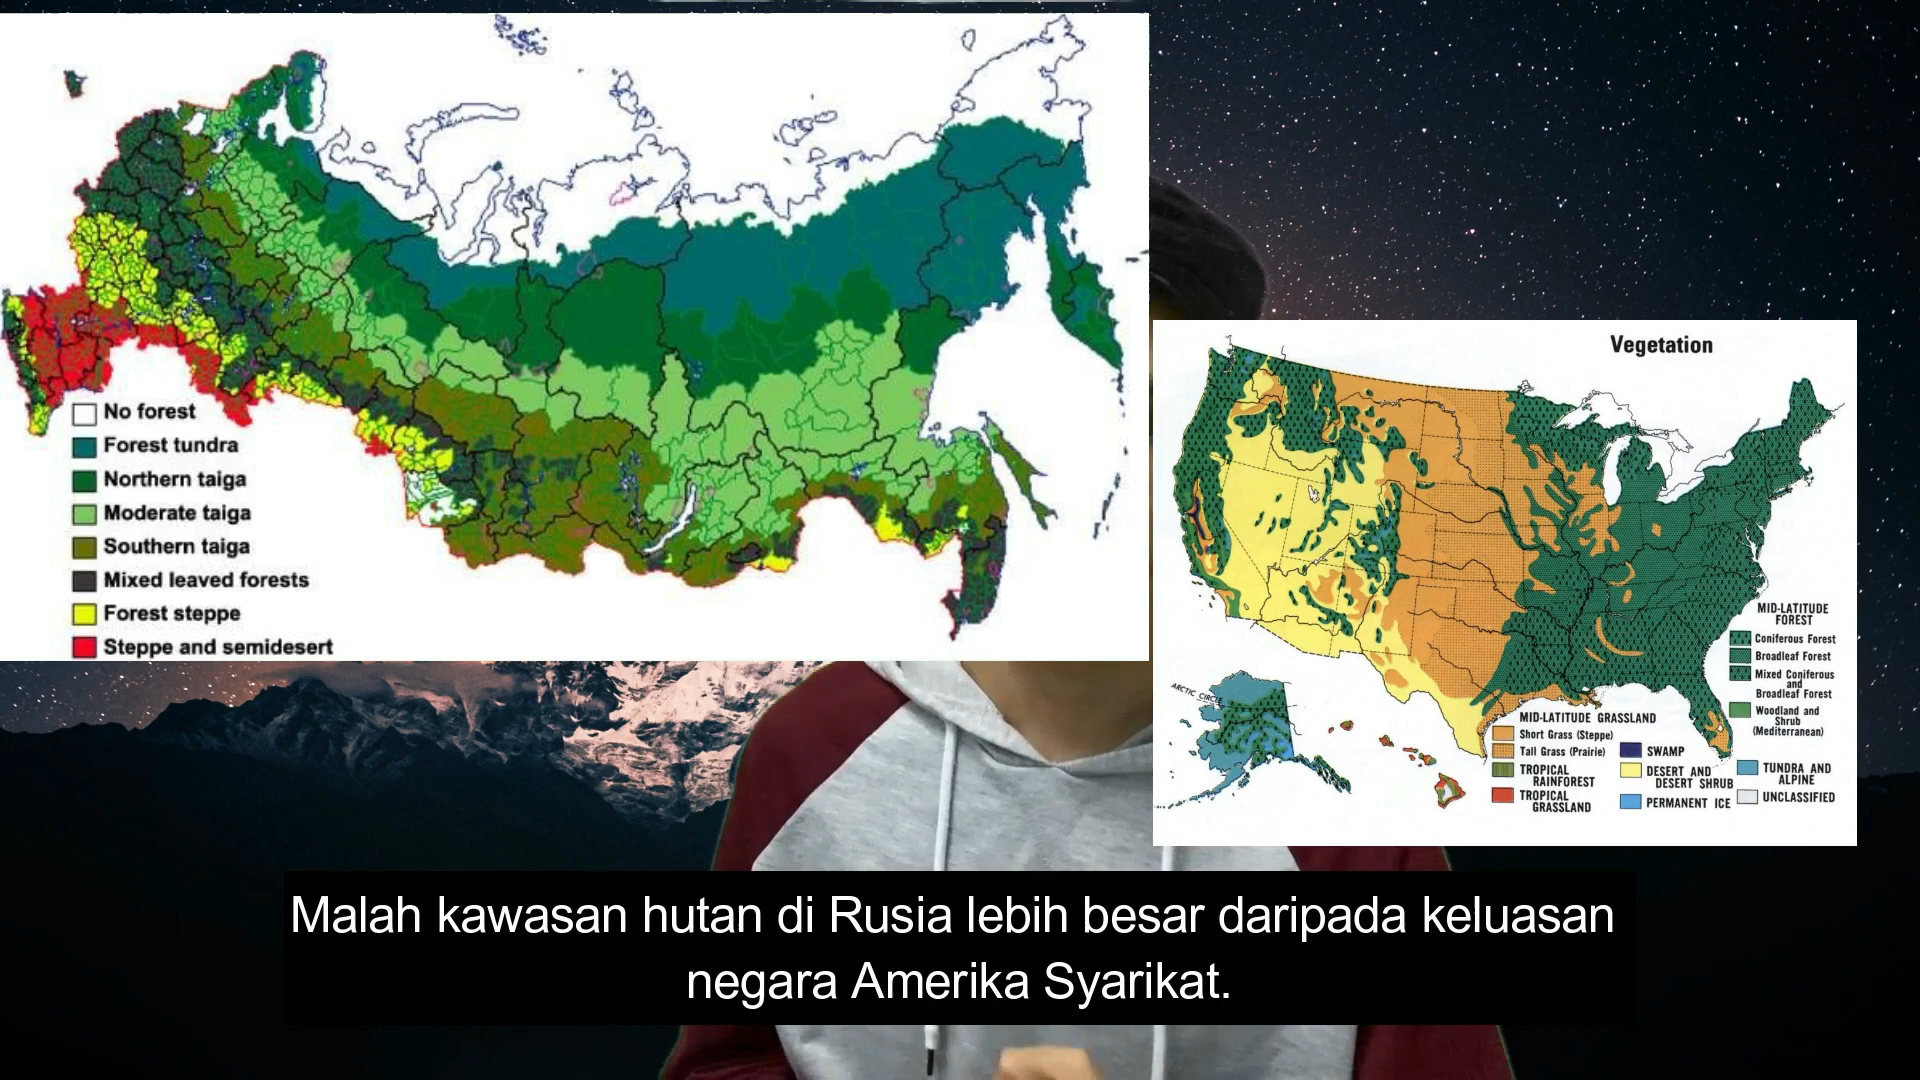 No forest
Forest tundra
Northern taiga
Moderate taiga
Southern taiga
Mixed leaved forests
Forest steppe
Steppe and semidesert
Vegetation
ARCTIC CIRCLE
MID-LATITUDE
FOREST
Coniferous Forest
Broadleaf Forest
Mixed Coniferous
and
Broadleaf Forest
Woodland and
Shrub
(Mediterranean)
MID-LATITUDE GRASSLAND
Short Grass (Steppe)
Tall Grass (Prairie)
TROPICAL
RAINFOREST
TROPICAL
GRASSLAND
SWAMP
DESERT AND
DESERT SHRUB
PERMANENT ICE
TUNDRA AND
ALPINE
UNCLASSIFIED
Malah kawasan hutan di Rusia lebih besar daripada keluasan
negara Amerika Syarikat.